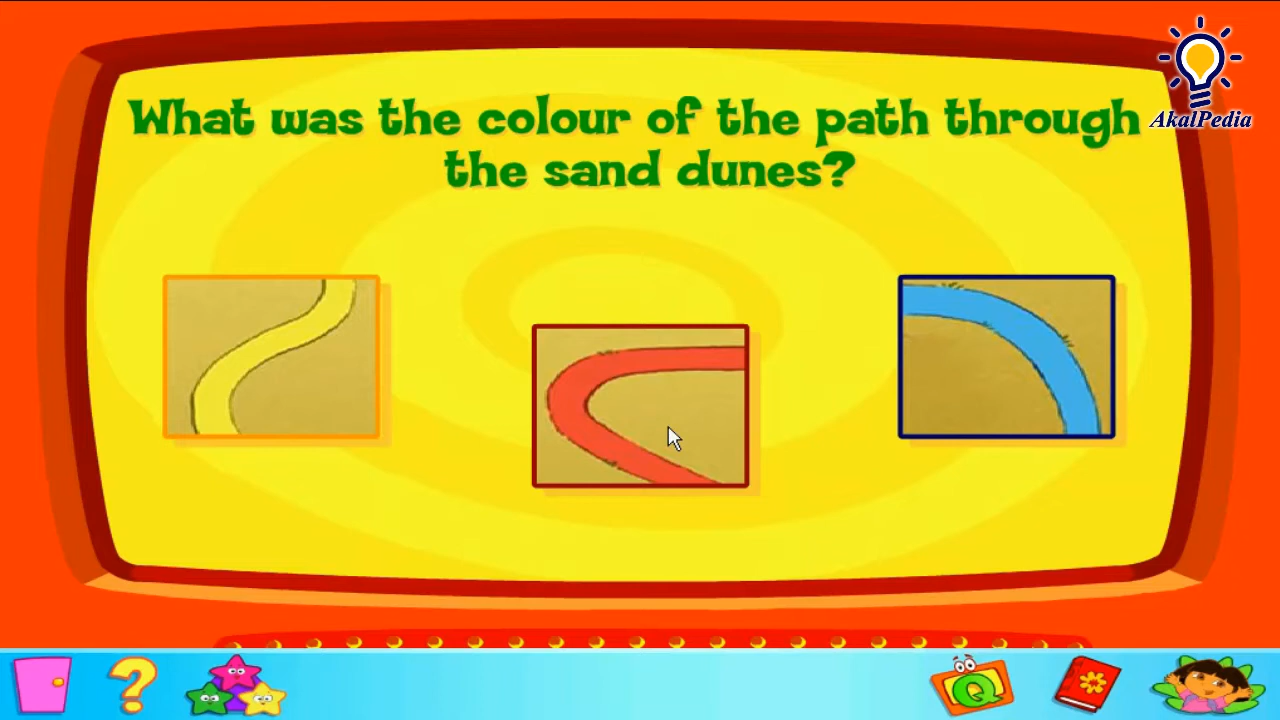 What was the colour of the path through
the sand dunes?
AkalPedia
?
Q